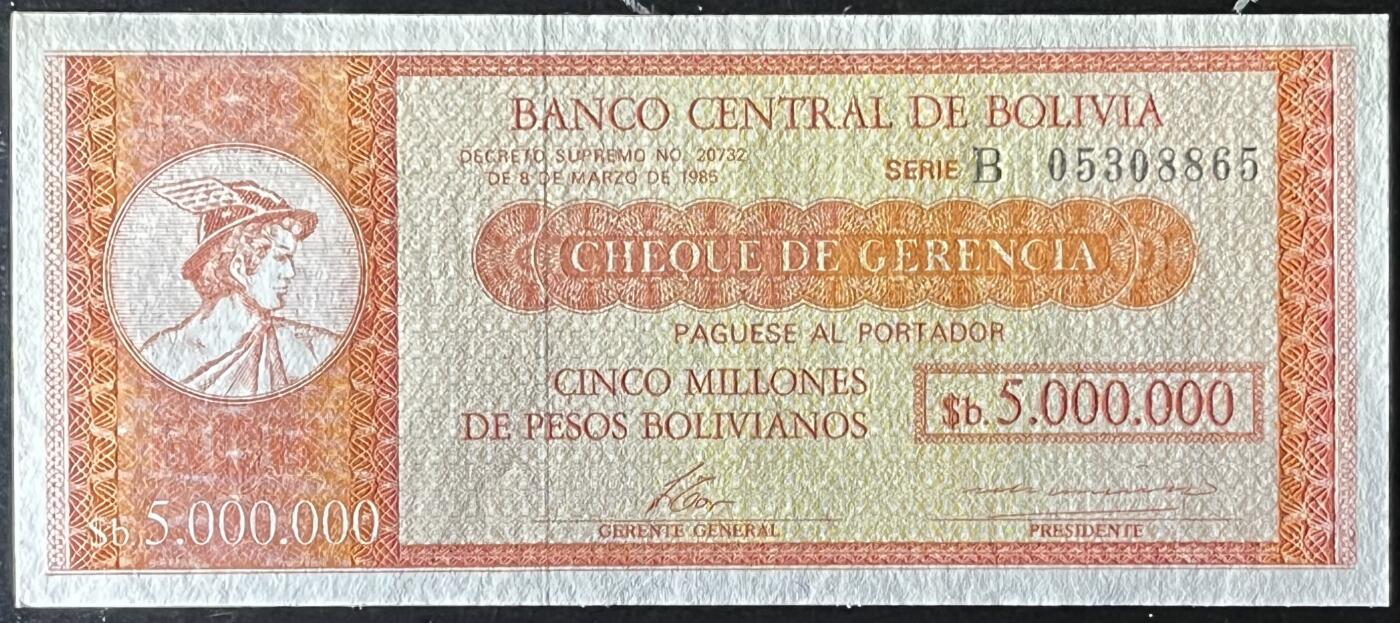 BANCO CENTRAL DE BOLIVIA
DECRETO SUPREMO NO. 20732
DE 8 DE MARZO DE 1985
SERIE B 05308865
CHEQUE DE GERENCIA
PAGUESE AL PORTADOR
CINCO MILLONES
DE PESOS BOLIVIANOS
$b. 5.000.000
$b. 5.000.000
GERENTE GENERAL
PRESIDENTE